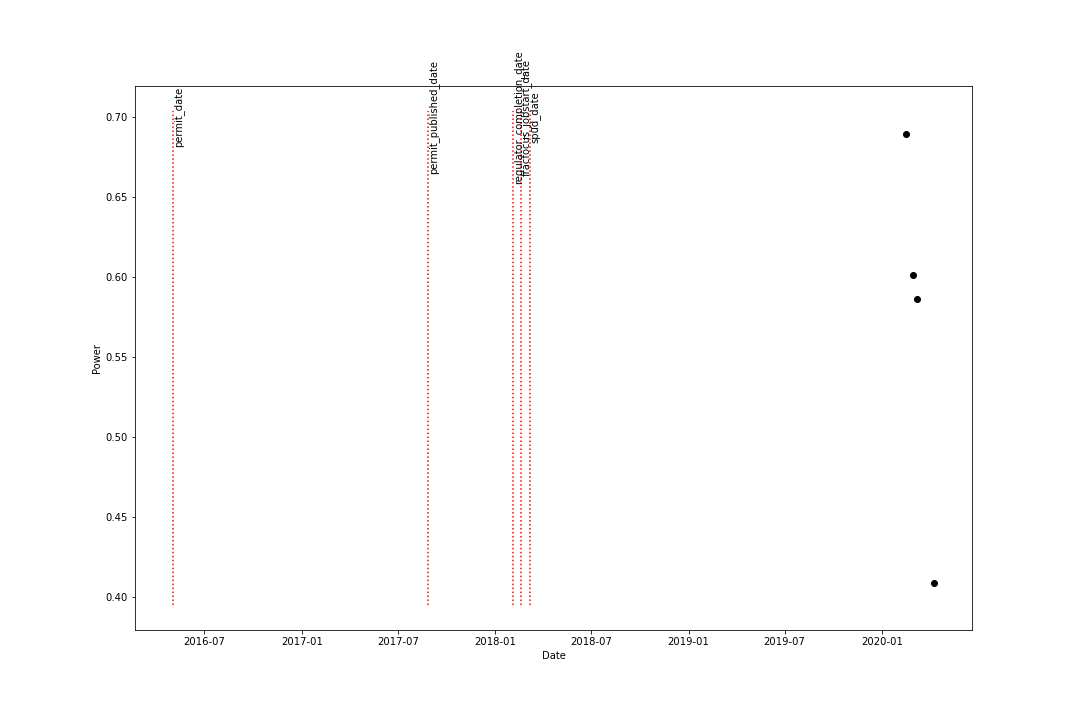 permit_date
permit_published_date
regulator_completion_date
fracfocus_jobstart_date
spud_date
0.70
0.65
0.60
0.55
0.50
0.45
0.40
Power
2016-07
2017-01
2017-07
2018-01
2018-07
2019-01
2019-07
2020-01
Date